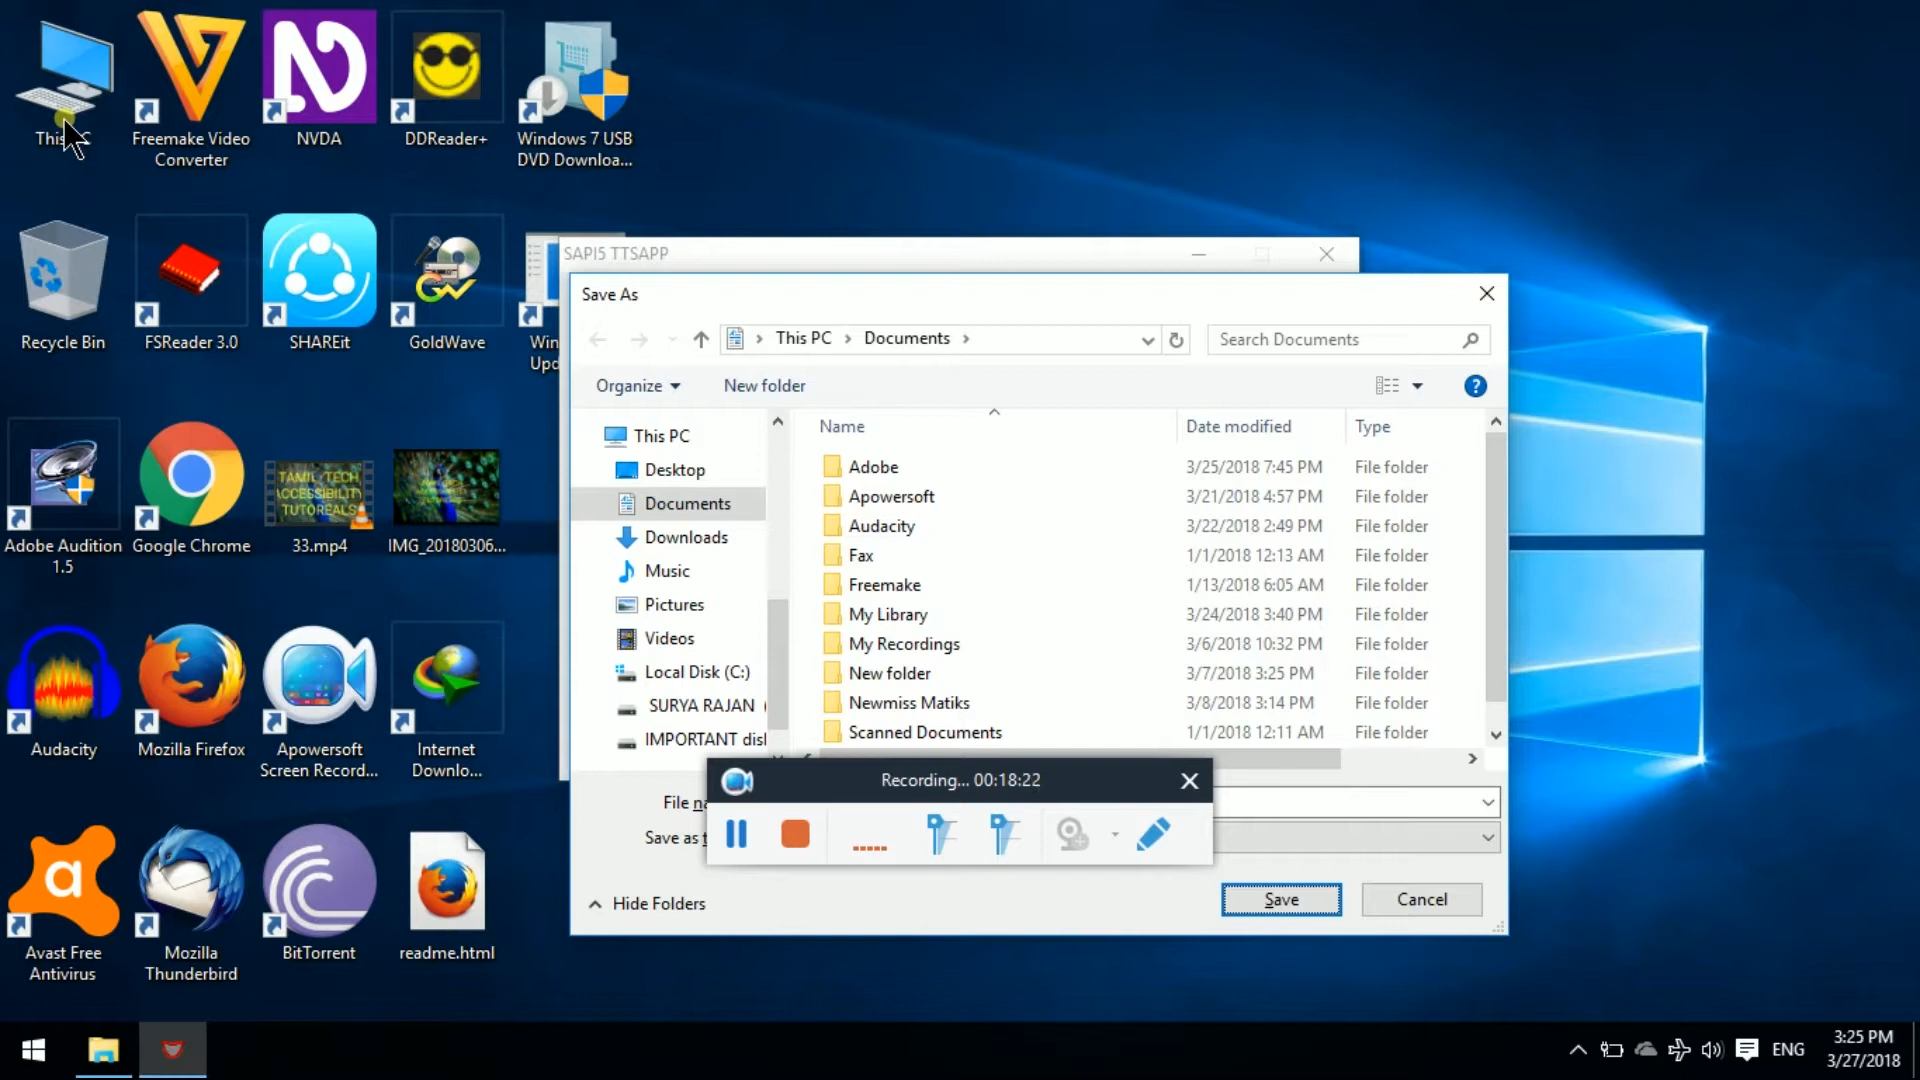 This PC
Freemake Video
Converter
NVDA
DDReader+
Windows 7 USB
DVD Downloa...
Recycle Bin
FSReader 3.0
SHAREit
GoldWave
Win
Upd
Adobe Audition
1.5
Google Chrome
TAMIL TECH
ACCESSIBILITY
TUTOREALS
33.mp4
IMG_20180306...
Audacity
Mozilla Firefox
Apowersoft
Screen Record...
Internet
Downlo...
Avast Free
Antivirus
Mozilla
Thunderbird
BitTorrent
readme.html
SAPI5 TTSAPP
Save As
This PC
Documents
Search Documents
Organize
New folder
This PC
Desktop
Documents
Downloads
Music
Pictures
Videos
Local Disk (C:)
SURYA RAJAN (
IMPORTANT dis
Name Date modified Type
Adobe 3/25/2018 7:45 PM File folder
Apowersoft 3/21/2018 4:57 PM File folder
Audacity 3/22/2018 2:49 PM File folder
Fax 1/1/2018 12:13 AM File folder
Freemake 1/13/2018 6:05 AM File folder
My Library 3/24/2018 3:40 PM File folder
My Recordings 3/6/2018 10:32 PM File folder
New folder 3/7/2018 3:25 PM File folder
Newmiss Matiks 3/8/2018 3:14 PM File folder
Scanned Documents 1/1/2018 12:11 AM File folder
Recording... 00:18:22
File na
Save as t
Hide Folders
Save
Cancel
ENG
3:25 PM
3/27/2018